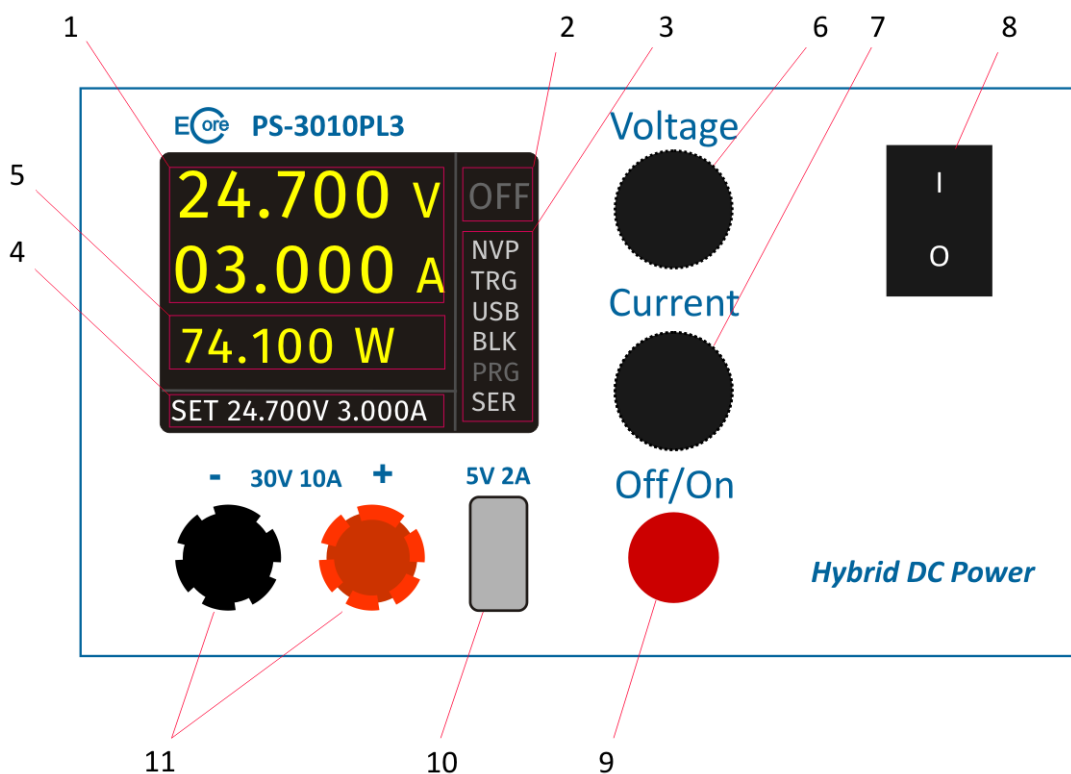 1 2 3 6 7 8
ECore PS-3010PL3
Voltage
I
O
5
4
24.700 V
03.000 A
74.100 W
SET 24.700V 3.000A
OFF
NVP
TRG
USB
BLK
PRG
SER
Current
- 30V 10A +
5V 2A
Off/On
Hybrid DC Power
11 10 9